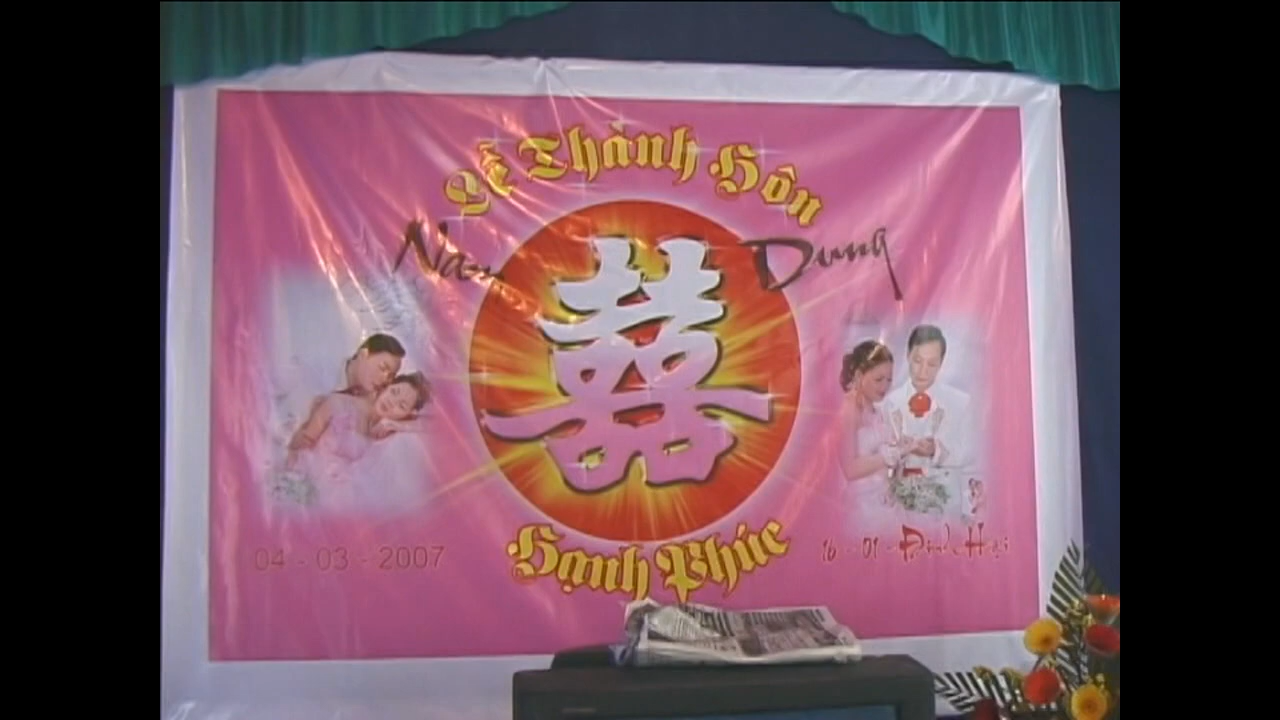 Lễ Thành Hôn
Nam
Dung
囍
04 - 03 - 2007
Hạnh Phúc
16 - 01 - Đinh Hợi